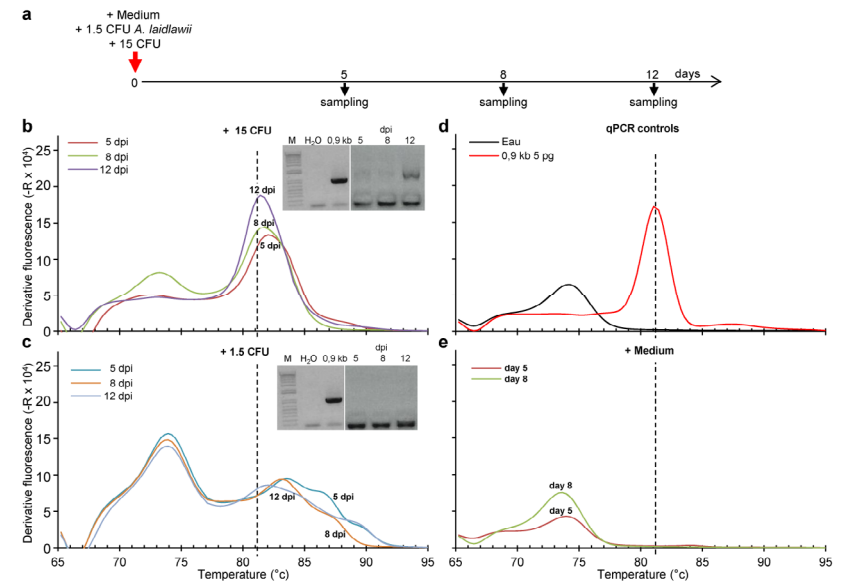 a
+ Medium
+ 1.5 CFU A. laidlawii
+ 15 CFU
0 5 8 12 days
sampling sampling sampling
b
+ 15 CFU
25
20
15
10
5
0
Derivative fluorescence (-R x 10⁴)
5 dpi
8 dpi
12 dpi
M H₂O 0,9 kb 5 8 12
dpi
12 dpi
8 dpi
5 dpi
c
+ 1.5 CFU
25
20
15
10
5
0
Derivative fluorescence (-R x 10⁴)
5 dpi
8 dpi
12 dpi
dpi
M H₂O 0,9 kb 5 8 12
12 dpi
5 dpi
8 dpi
65 70 75 80 85 90 95
Temperature (°c)
d
qPCR controls
Eau
0,9 kb 5 pg
e
+ Medium
day 5
day 8
day 8
day 5
65 70 75 80 85 90 95
Temperature (°c)